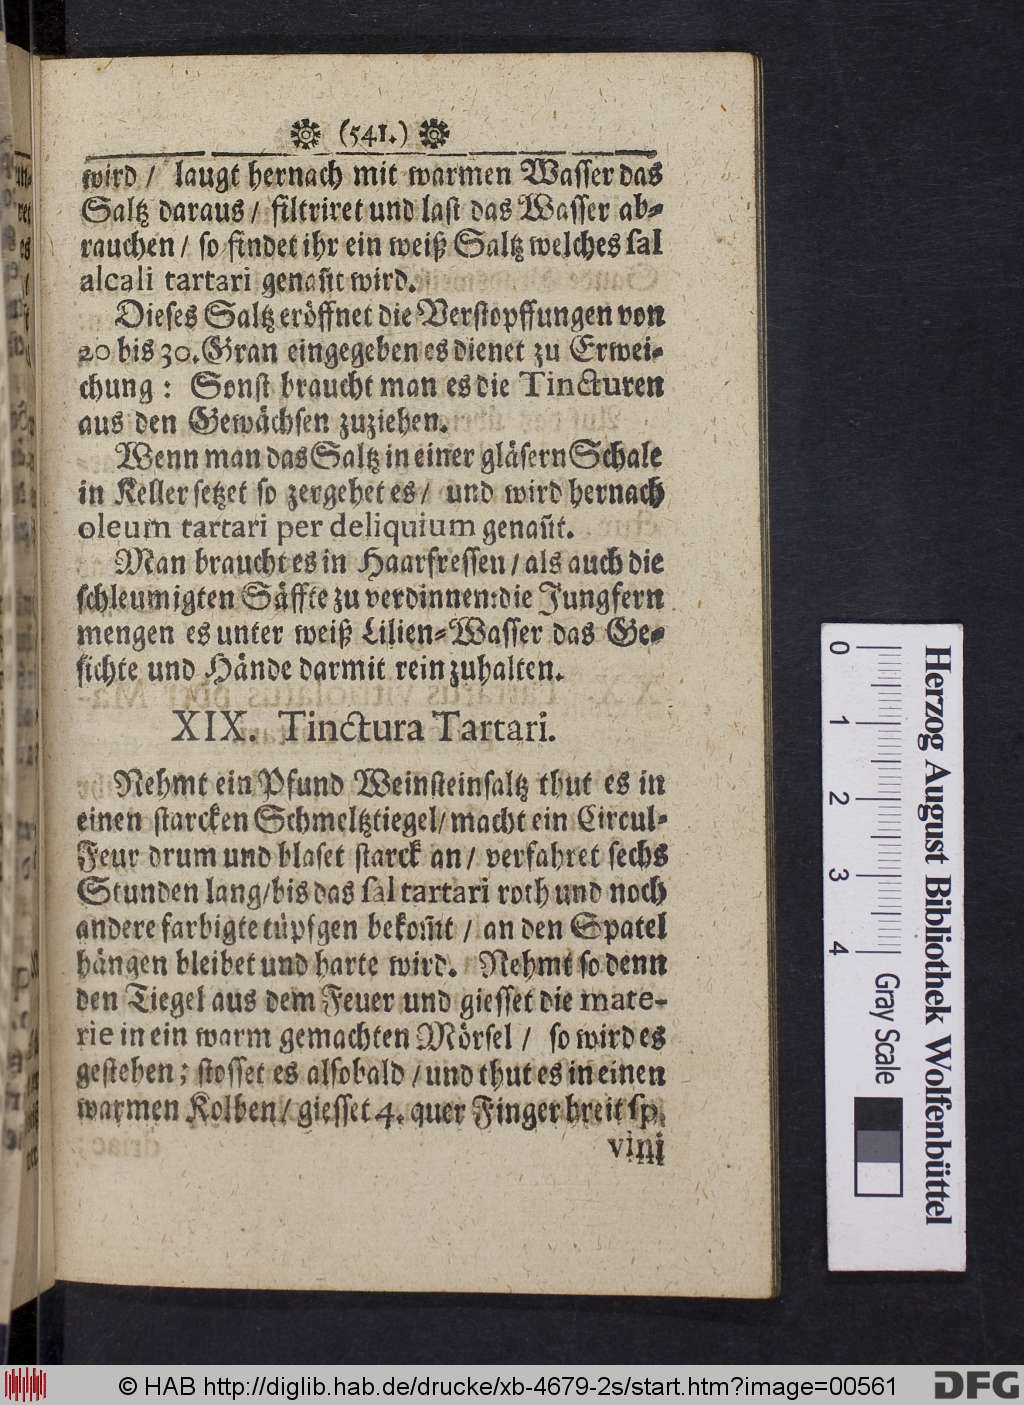 (541.)
wird / laugt hernach mit warmen Wasser das
Saltz daraus / filtriret und last das Wasser ab-
rauchen / so findet ihr ein weiß Saltz welches sal
alcali tartari genañt wird.
Dieses Saltz eröffnet die Verstopffungen von
20 bis 30. Gran eingegeben es dienet zu Erwei-
chung : Sonst braucht man es die Tincturen
aus den Gewächsen zuziehen.
Wenn man das Saltz in einer gläsern Schale
in Keller setzet so zergehet es / und wird hernach
oleum tartari per deliquium genañt.
Man braucht es in Haarfressen / als auch die
schleumigten Säffte zu verdinnen: die Jungfern
mengen es unter weiß Lilien-Wasser das Ge-
sichte und Hände darmit rein zuhalten.
XIX. Tinctura Tartari.
Nehmt ein Pfund Weinsteinsaltz thut es in
einen starcken Schmeltztiegel / macht ein Circul-
Feur drum und blaset starck an / verfahret sechs
Stunden lang / bis das sal tartari roth und noch
andere farbigte tüpfgen bekom̃t / an den Spatel
hängen bleibet und harte wird. Nehmt so denn
den Tiegel aus dem Feuer und giesset die mate-
rie in ein warm gemachten Mörsel / so wird es
gestehen ; stosset es alsobald / und thut es in einen
warmen Kolben / giesset 4. quer Finger breit sp.
vini
Herzog August Bibliothek Wolfenbüttel
0 1 2 3 4
Gray Scale
© HAB http://diglib.hab.de/drucke/xb-4679-2s/start.htm?image=00561
DFG